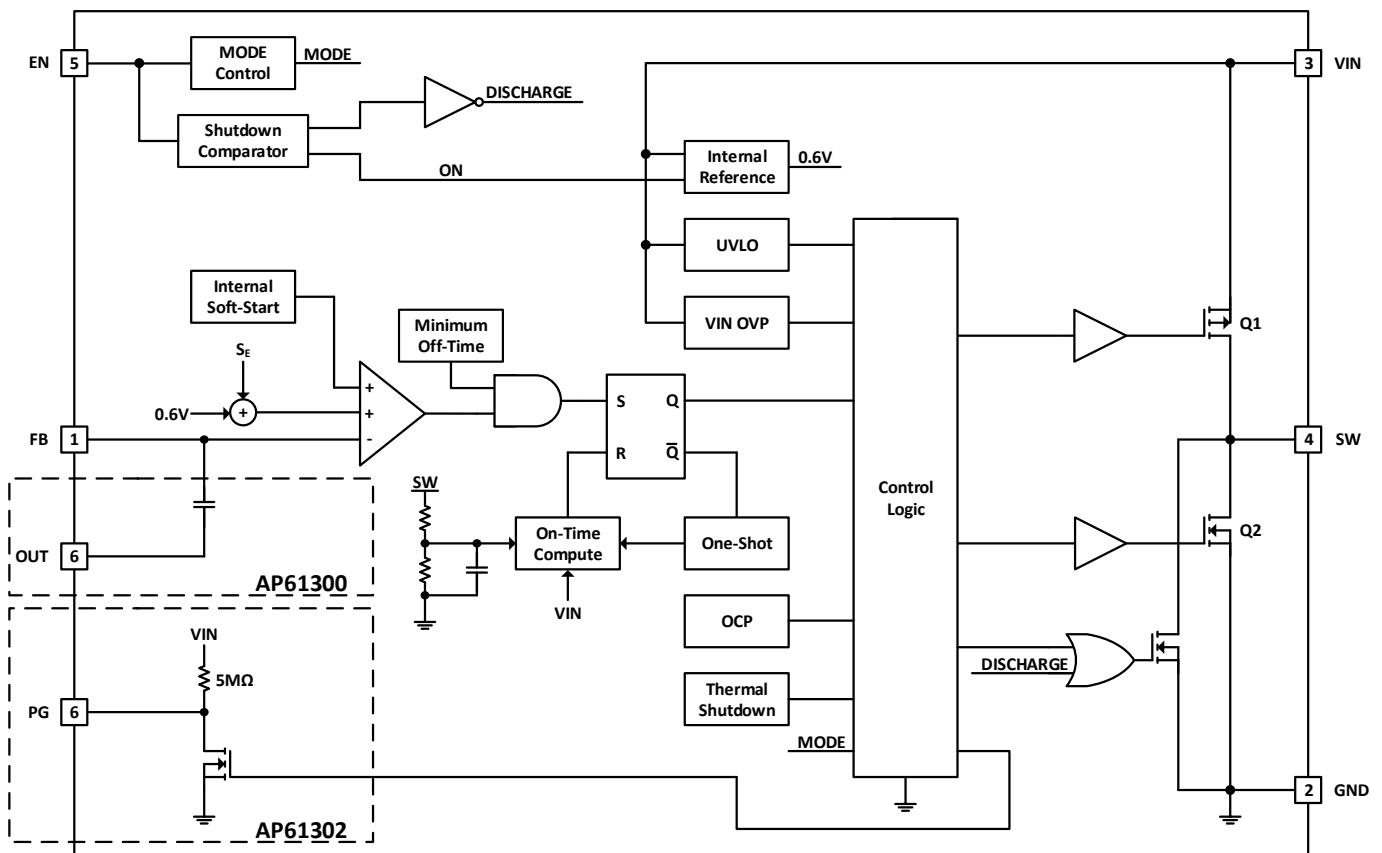 EN
5
MODE
Control
MODE
3
VIN
DISCHARGE
Shutdown
Comparator
ON
Internal
Reference
0.6V
UVLO
Internal
Soft-Start
VIN OVP
Minimum
Off-Time
Q1
SE
0.6V
+
+
+
-
S
Q
R
Q̅
FB
1
4
SW
Control
Logic
SW
On-Time
Compute
One-Shot
Q2
OUT
6
AP61300
VIN
OCP
VIN
5MΩ
DISCHARGE
PG
6
Thermal
Shutdown
MODE
2
GND
AP61302